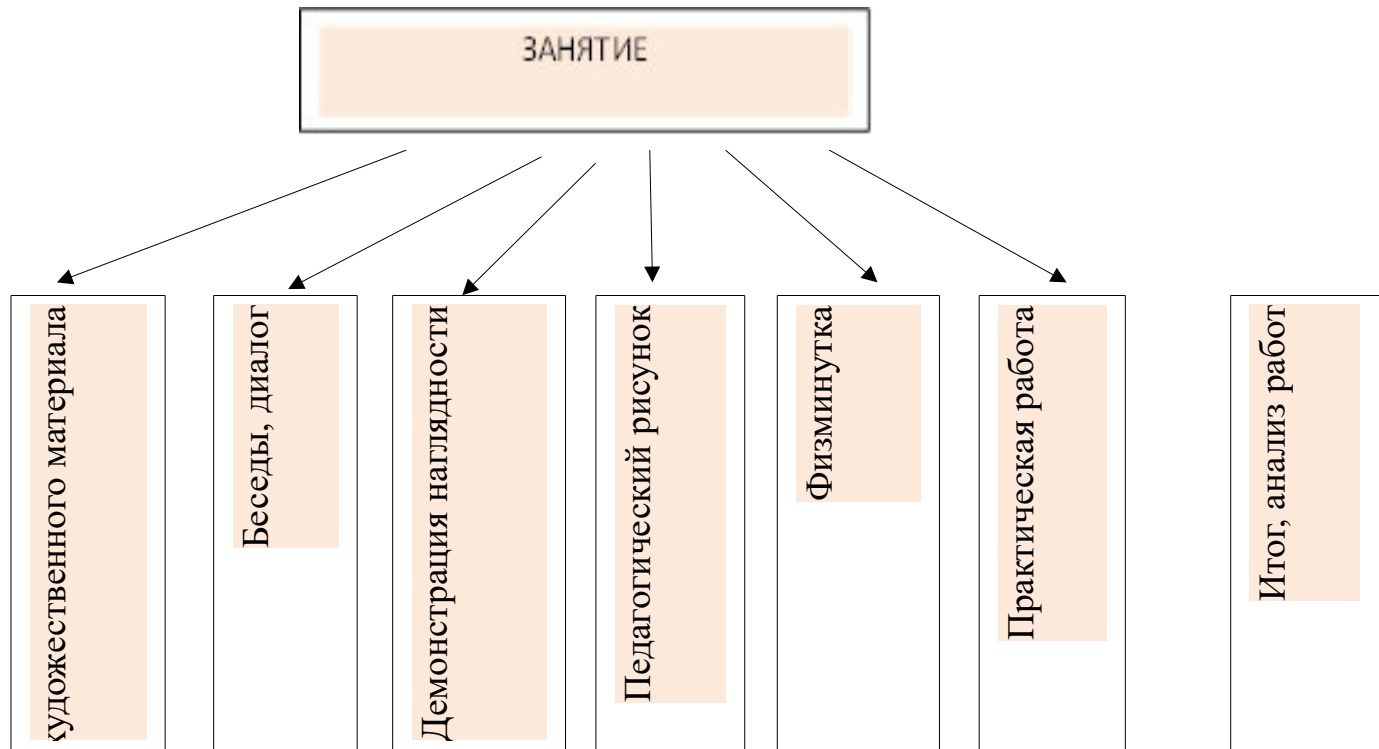 ЗАНЯТИЕ
художественного материала
Беседы, диалог
Демонстрация наглядности
Педагогический рисунок
Физминутка
Практическая работа
Итог, анализ работ